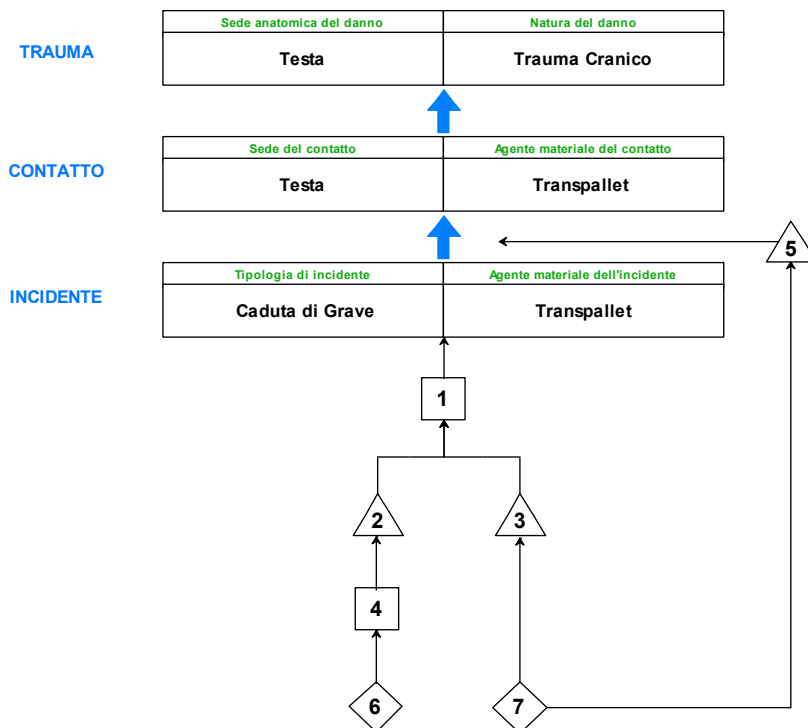 Sede anatomica del danno
Natura del danno
TRAUMA
Testa
Trauma Cranico
Sede del contatto
Agente materiale del contatto
CONTATTO
Testa
Transpallet
5
Tipologia di incidente
Agente materiale dell'incidente
INCIDENTE
Caduta di Grave
Transpallet
1
2
3
4
6
7